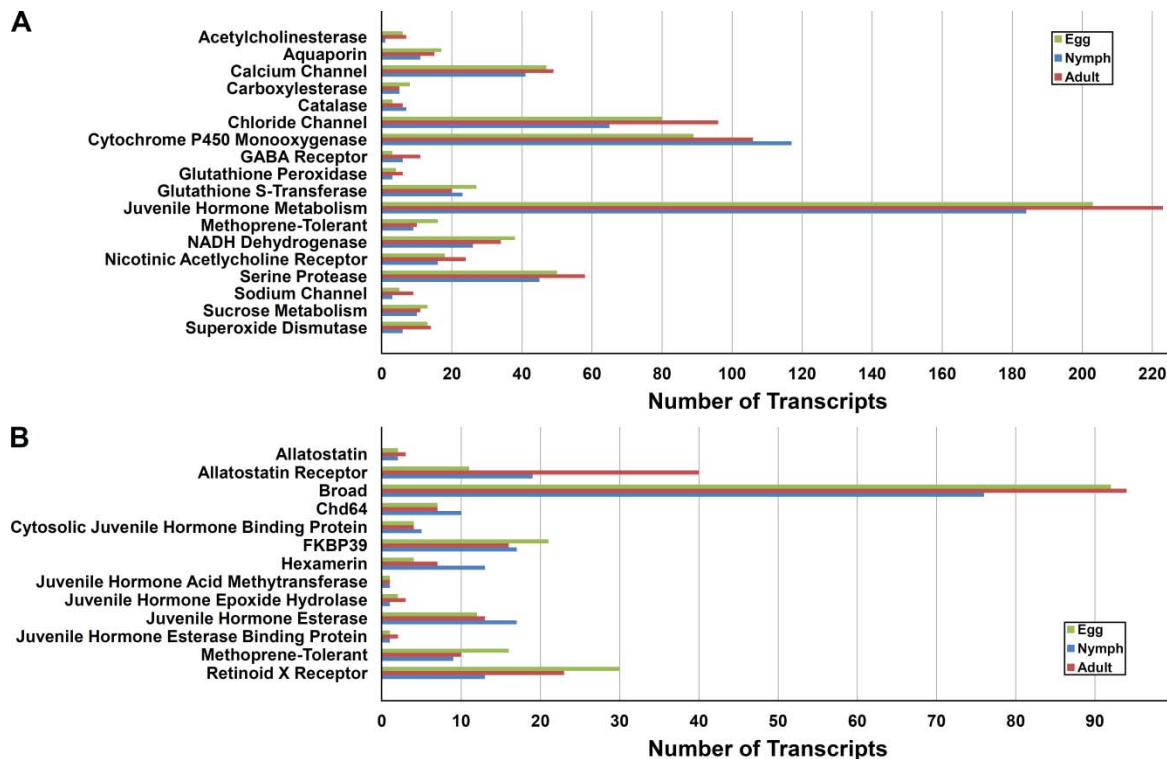 A
Acetylcholinesterase
Aquaporin
Calcium Channel
Carboxylesterase
Catalase
Chloride Channel
Cytochrome P450 Monooxygenase
GABA Receptor
Glutathione Peroxidase
Glutathione S-Transferase
Juvenile Hormone Metabolism
Methoprene-Tolerant
NADH Dehydrogenase
Nicotinic Acetlycholine Receptor
Serine Protease
Sodium Channel
Sucrose Metabolism
Superoxide Dismutase
Egg
Nymph
Adult
0 20 40 60 80 100 120 140 160 180 200 220
Number of Transcripts
B
Allatostatin
Allatostatin Receptor
Broad
Chd64
Cytosolic Juvenile Hormone Binding Protein
FKBP39
Hexamerin
Juvenile Hormone Acid Methytransferase
Juvenile Hormone Epoxide Hydrolase
Juvenile Hormone Esterase
Juvenile Hormone Esterase Binding Protein
Methoprene-Tolerant
Retinoid X Receptor
Egg
Nymph
Adult
0 10 20 30 40 50 60 70 80 90
Number of Transcripts